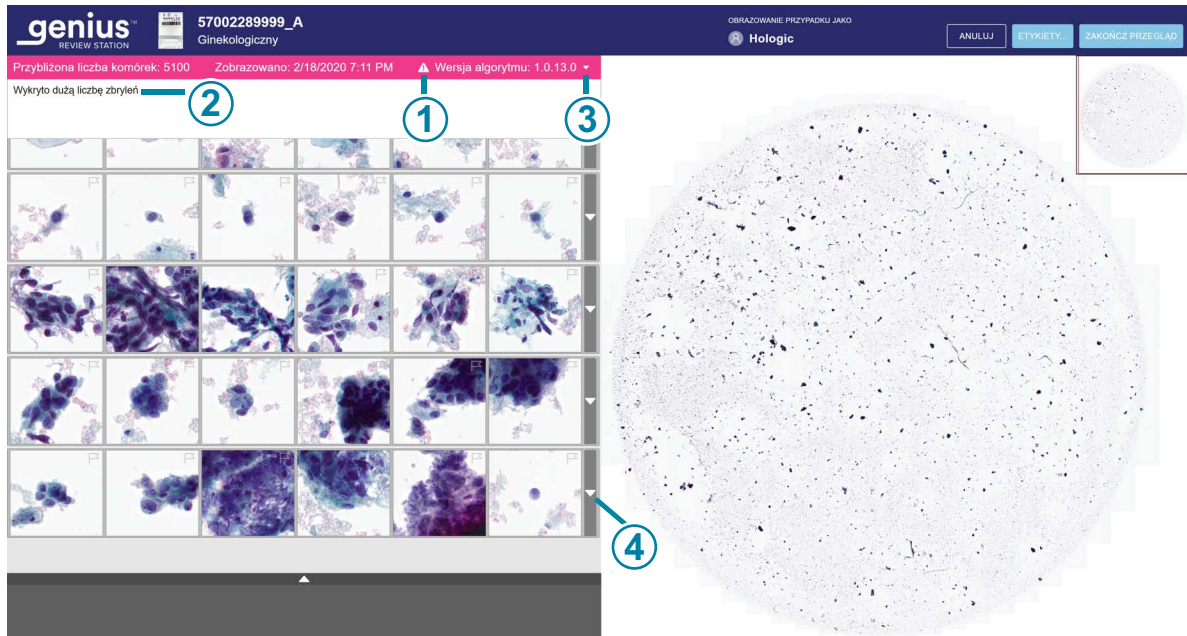 genius™
REVIEW STATION
57002289999_A
Ginekologiczny
OBRAZOWANIE PRZYPADKU JAKO
Hologic
ANULUJ
ETYKIETY...
ZAKOŃCZ PRZEGLĄD
Przybliżona liczba komórek: 5100
Zobrazowano: 2/18/2020 7:11 PM
Wersja algorytmu: 1.0.13.0
Wykryto dużą liczbę zbryleń
2
1
3
4